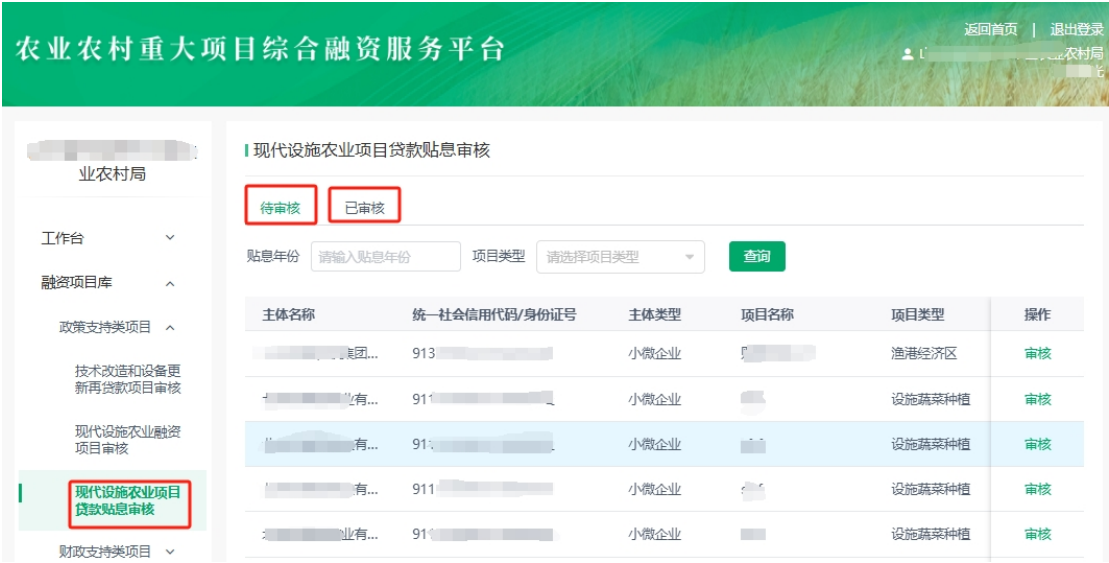 农业农村重大项目综合融资服务平台
返回首页 | 退出登录
农村局
业农村局
现代设施农业项目贷款贴息审核
待审核 已审核
工作台
贴息年份 请输入贴息年份 项目类型 请选择项目类型 查询
融资项目库
主体名称 统一社会信用代码/身份证号 主体类型 项目名称 项目类型 操作
政策支持类项目
集团... 913 小微企业 渔港经济区 审核
技术改造和设备更
新再贷款项目审核
有... 911 小微企业 设施蔬菜种植 审核
现代设施农业融资
项目审核
有... 91 小微企业 设施蔬菜种植 审核
现代设施农业项目
贷款贴息审核
有... 911 小微企业 设施蔬菜种植 审核
业有... 91 小微企业 设施蔬菜种植 审核
财政支持类项目